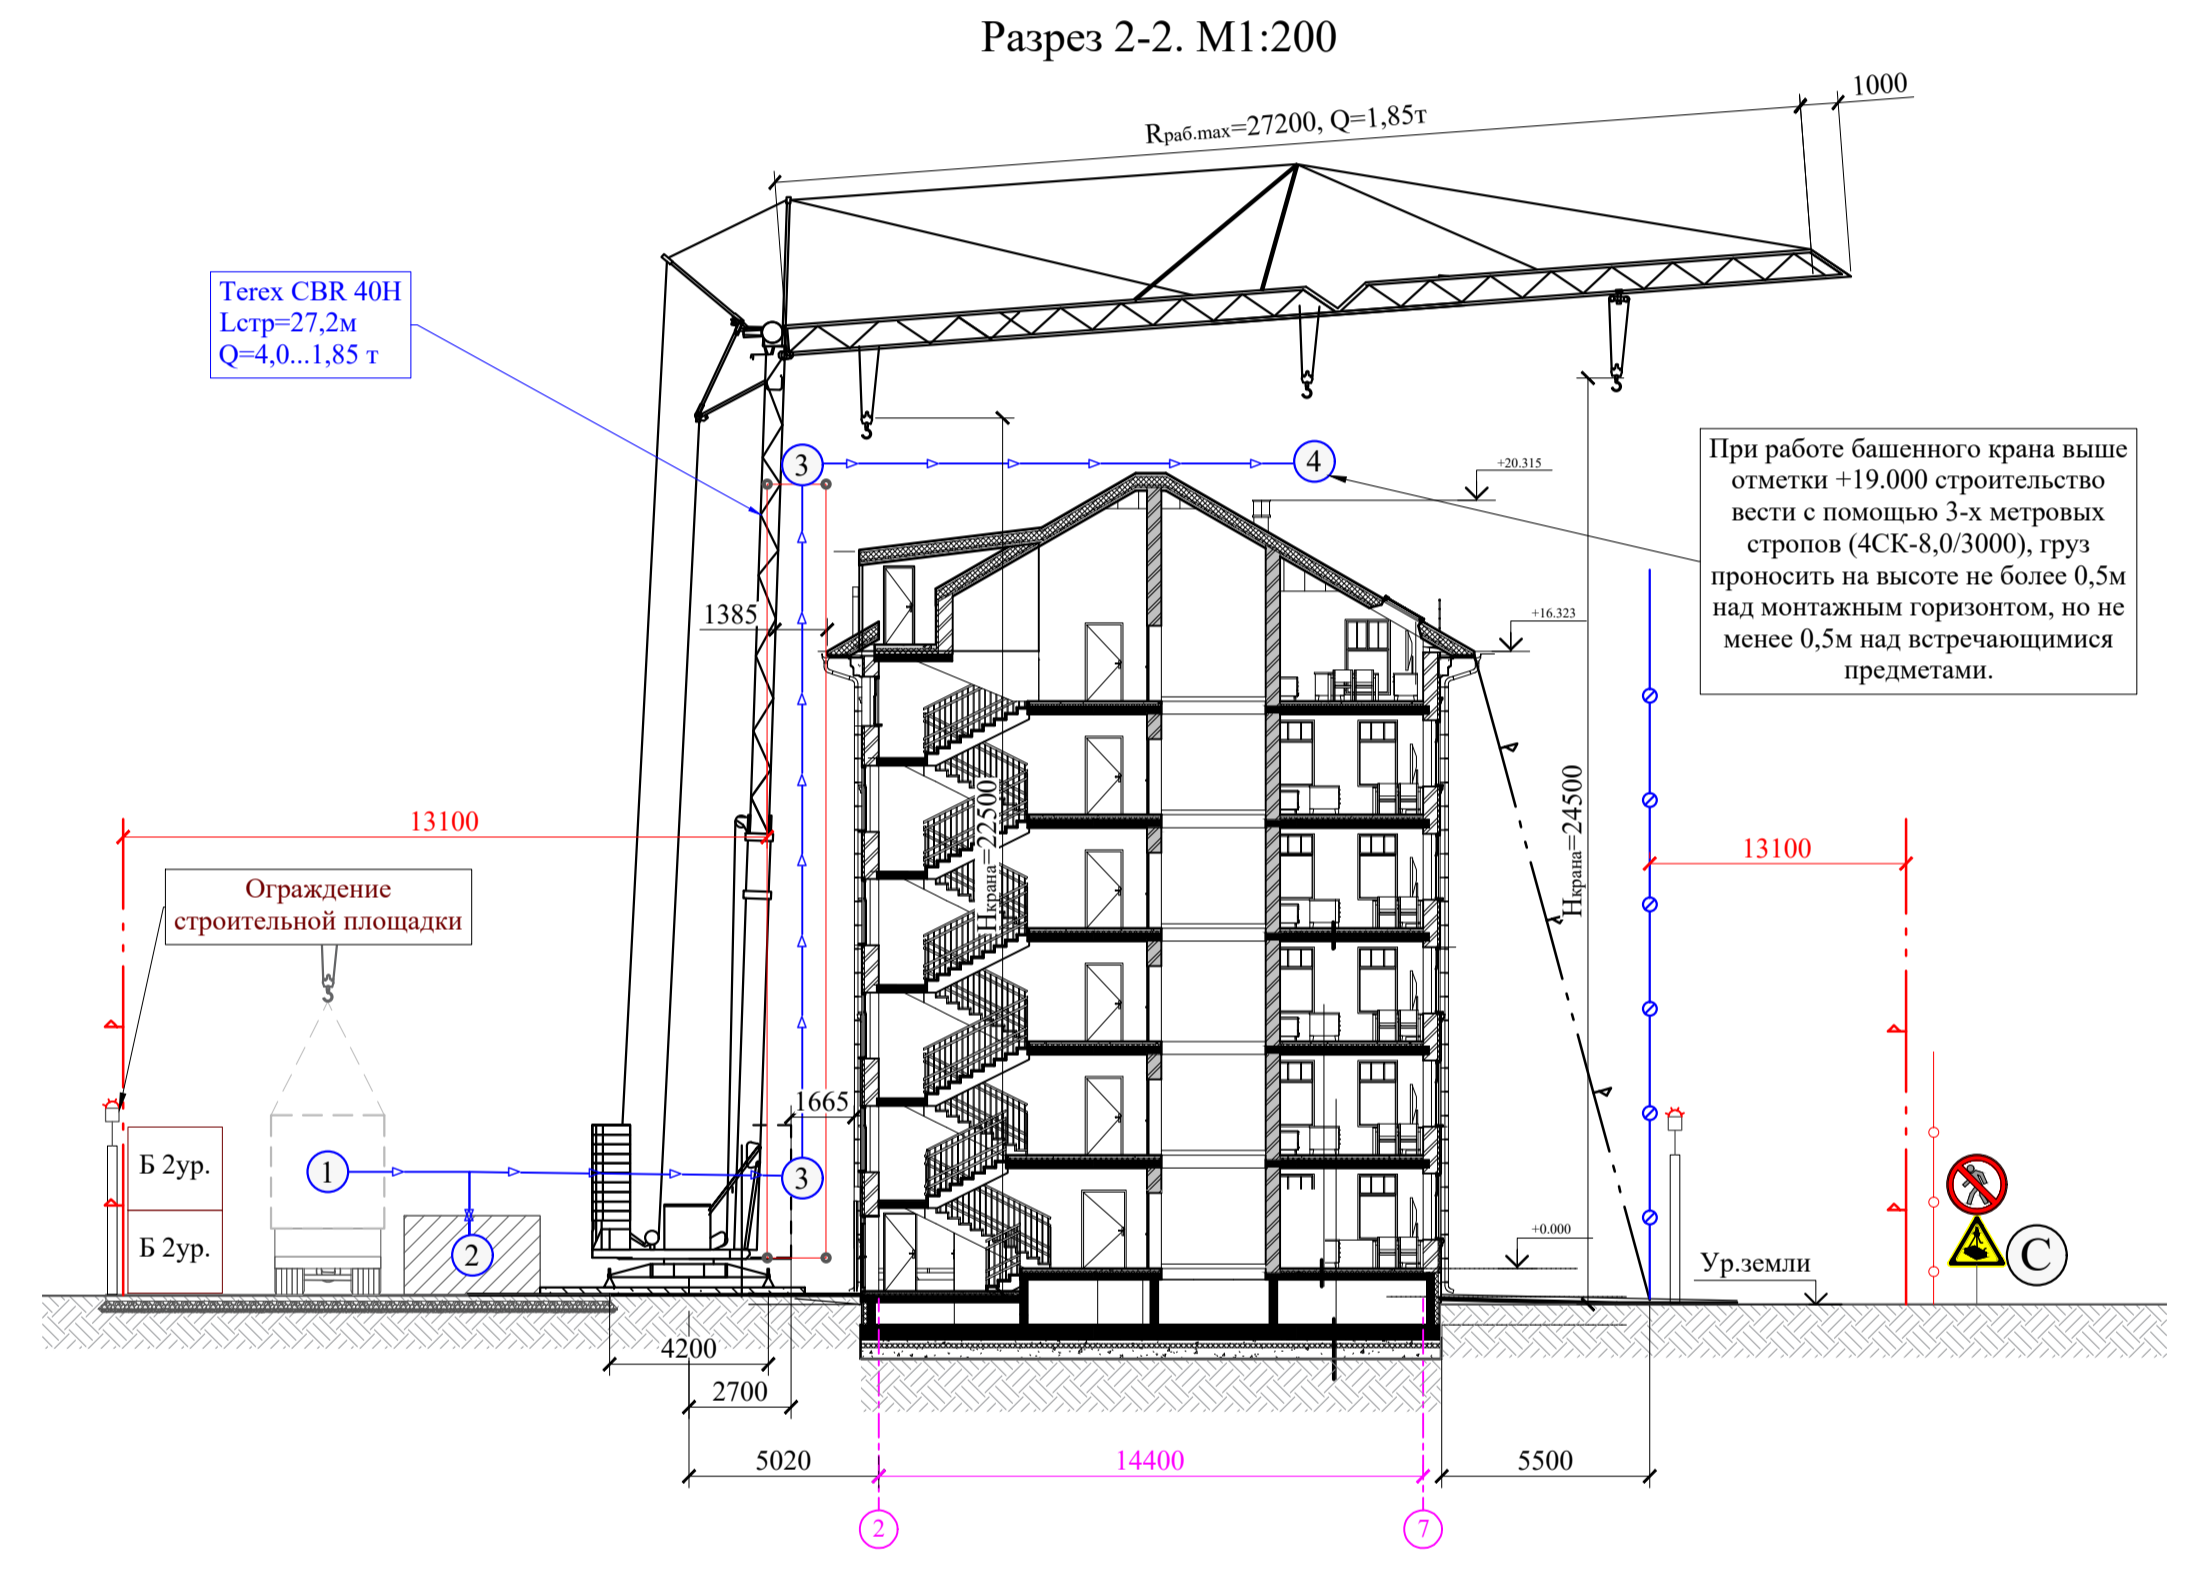 Разрез 2-2. М1:200
1000
Rраб.max=27200, Q=1,85т
Terex CBR 40H
Lстр=27,2м
Q=4,0...1,85 т
3
4
+20.315
При работе башенного крана выше
отметки +19.000 строительство
вести с помощью 3-х метровых
стропов (4СК-8,0/3000), груз
проносить на высоте не более 0,5м
над монтажным горизонтом, но не
менее 0,5м над встречающимися
предметами.
1385
+16.323
13100
Hкрана=22500
Hкрана=24500
13100
Ограждение
строительной площадки
1665
Б 2ур.
1
3
Б 2ур.
2
+0.000
С
Ур.земли
4200
2700
5020
14400
5500
2
7